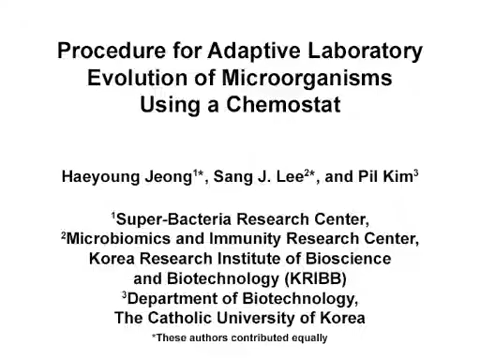 Procedure for Adaptive Laboratory
Evolution of Microorganisms
Using a Chemostat
Haeyoung Jeong¹*, Sang J. Lee²*, and Pil Kim³
¹Super-Bacteria Research Center,
²Microbiomics and Immunity Research Center,
Korea Research Institute of Bioscience
and Biotechnology (KRIBB)
³Department of Biotechnology,
The Catholic University of Korea
*These authors contributed equally